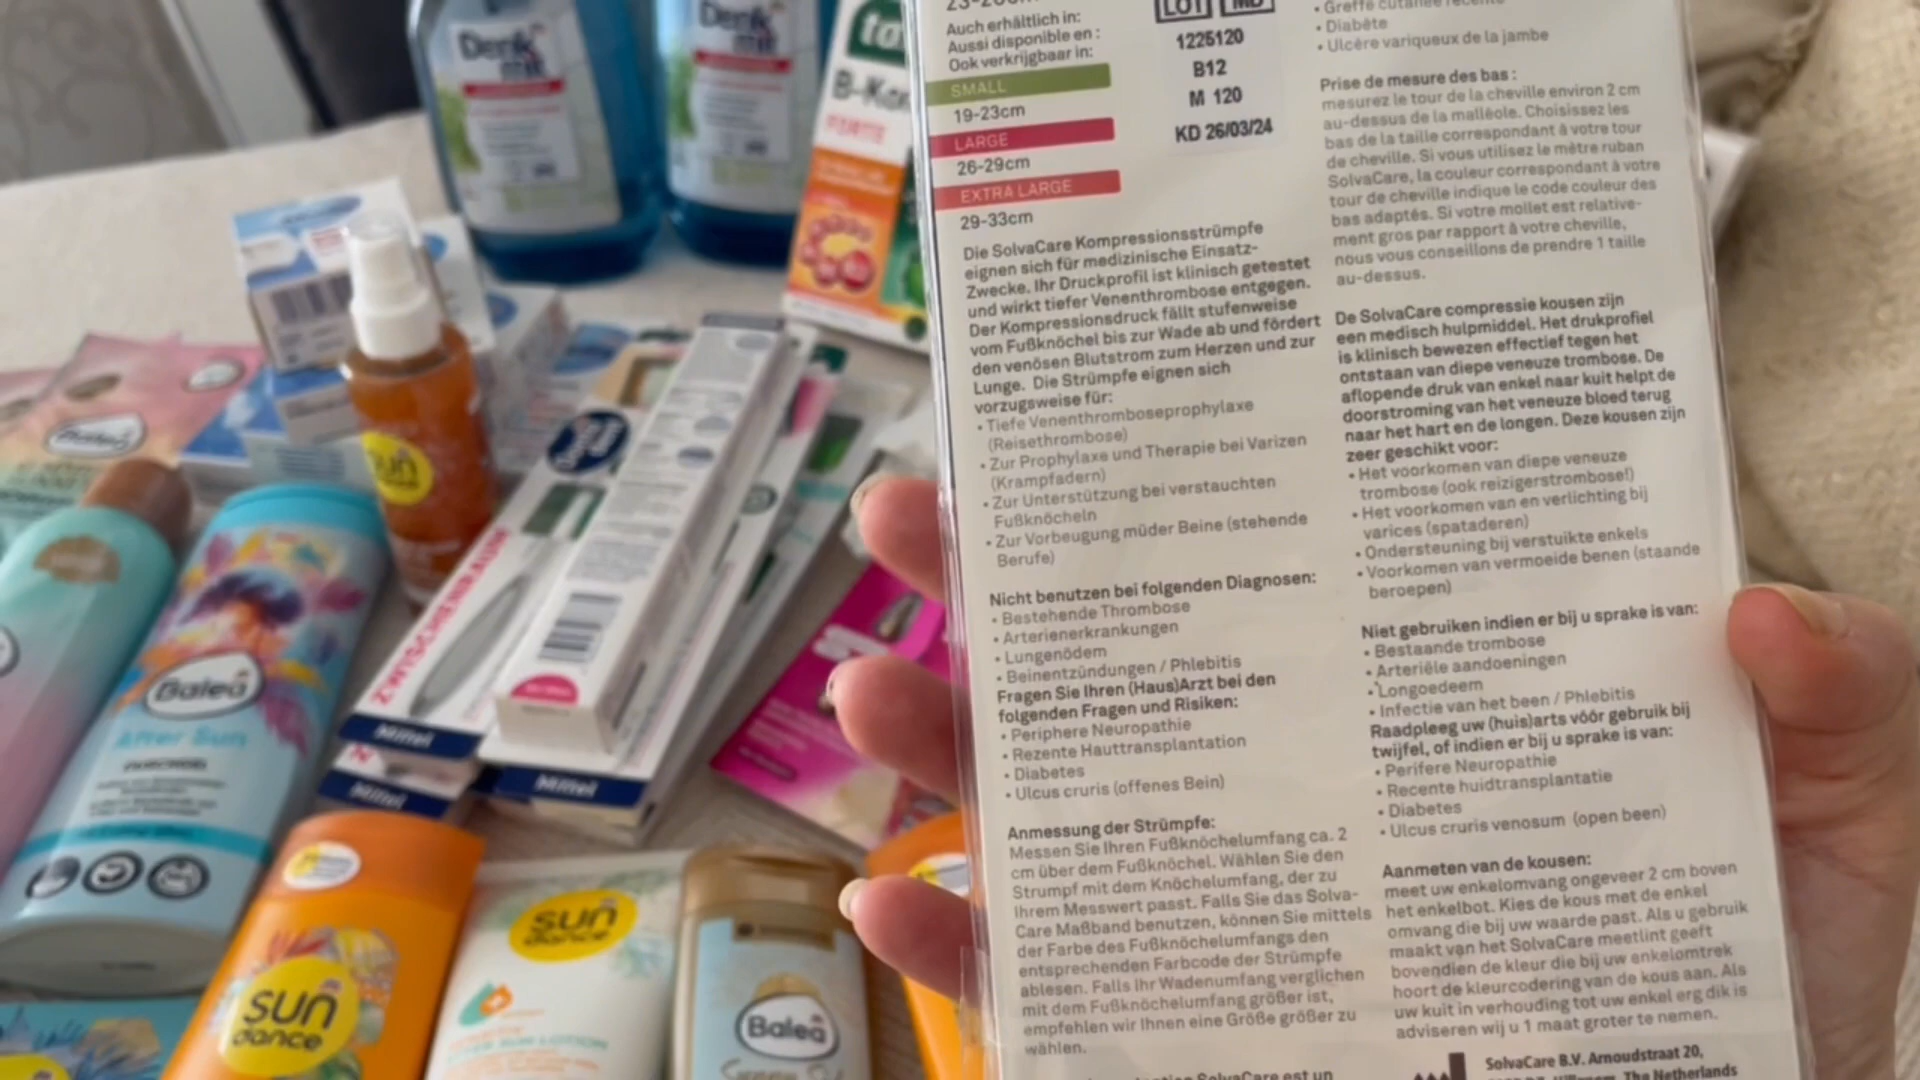 Auch erhältlich in:
Aussi disponible en :
Ook verkrijgbaar in:
SMALL
19-23cm
LARGE
26-29cm
EXTRA LARGE
29-33cm
LOT MD
1225120
B12
M 120
KD 26/03/24
Die SolvaCare Kompressionsstrümpfe
eignen sich für medizinische Einsatz-
Zwecke. Ihr Druckprofil ist klinisch getestet
und wirkt tiefer Venenthrombose entgegen.
Der Kompressionsdruck fällt stufenweise
vom Fußknöchel bis zur Wade ab und fördert
den venösen Blutstrom zum Herzen und zur
Lunge. Die Strümpfe eignen sich
vorzugsweise für:
• Tiefe Venenthromboseprophylaxe
(Reisethrombose)
• Zur Prophylaxe und Therapie bei Varizen
(Krampfadern)
• Zur Unterstützung bei verstauchten
Fußknöcheln
• Zur Vorbeugung müder Beine (stehende
Berufe)
Nicht benutzen bei folgenden Diagnosen:
• Bestehende Thrombose
• Arterienerkrankungen
• Lungenödem
• Beinentzündungen / Phlebitis
Fragen Sie Ihren (Haus)Arzt bei den
folgenden Fragen und Risiken:
• Periphere Neuropathie
• Rezente Hauttransplantation
• Diabetes
• Ulcus cruris (offenes Bein)
Anmessung der Strümpfe:
Messen Sie Ihren Fußknöchelumfang ca. 2
cm über dem Fußknöchel. Wählen Sie den
Strumpf mit dem Knöchelumfang, der zu
Ihrem Messwert passt. Falls Sie das Solva-
Care Maßband benutzen, können Sie mittels
der Farbe des Fußknöchelumfangs den
entsprechenden Farbcode der Strümpfe
ablesen. Falls Ihr Wadenumfang verglichen
mit dem Fußknöchelumfang größer ist,
empfehlen wir Ihnen eine Größe größer zu
wählen.
SolvaCare est un
• Greffe cutanée récente
• Diabète
• Ulcère variqueux de la jambe
Prise de mesure des bas :
mesurez le tour de la cheville environ 2 cm
au-dessus de la malléole. Choisissez les
bas de la taille correspondant à votre tour
de cheville. Si vous utilisez le mètre ruban
SolvaCare, la couleur correspondant à votre
tour de cheville indique le code couleur des
bas adaptés. Si votre mollet est relative-
ment gros par rapport à votre cheville,
nous vous conseillons de prendre 1 taille
au-dessus.
De SolvaCare compressie kousen zijn
een medisch hulpmiddel. Het drukprofiel
is klinisch bewezen effectief tegen het
ontstaan van diepe veneuze trombose. De
aflopende druk van enkel naar kuit helpt de
doorstroming van het veneuze bloed terug
naar het hart en de longen. Deze kousen zijn
zeer geschikt voor:
• Het voorkomen van diepe veneuze
trombose (ook reizigerstrombose!)
• Het voorkomen van en verlichting bij
varices (spataderen)
• Ondersteuning bij verstuikte enkels
• Voorkomen van vermoeide benen (staande
beroepen)
Niet gebruiken indien er bij u sprake is van:
• Bestaande trombose
• Arteriële aandoeningen
• Longoedeem
• Infectie van het been / Phlebitis
Raadpleeg uw (huis)arts vóór gebruik bij
twijfel, of indien er bij u sprake is van:
• Perifere Neuropathie
• Recente huidtransplantatie
• Diabetes
• Ulcus cruris venosum (open been)
Aanmeten van de kousen:
meet uw enkelomvang ongeveer 2 cm boven
het enkelbot. Kies de kous met de enkel
omvang die bij uw waarde past. Als u gebruik
maakt van het SolvaCare meetlint geeft
bovendien de kleur die bij uw enkelomtrek
hoort de kleurcodering van de kous aan. Als
uw kuit in verhouding tot uw enkel erg dik is
adviseren wij u 1 maat groter te nemen.
SolvaCare B.V. Arnoudstraat 20,
The Netherlands
Denk
mit
Denk
mit
B-Kom
FORTE
Balea
sun
dance
ZWISCHENRAUM
Mittel
Mittel
Mittel
Balea
After Sun
sun
dance
sun
dance
Balea